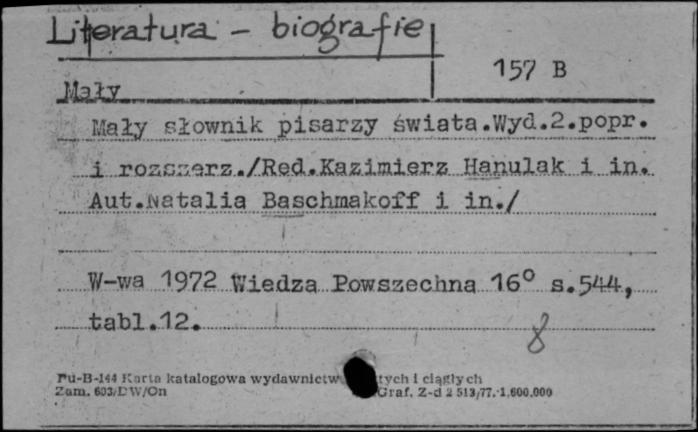 Literatura - biografie
157 B
Mały
Mały słownik pisarzy świata.Wyd.2.popr.
i rozszerz./Red.Kazimierz Hanulak i in.
Aut.Natalia Baschmakoff i in./
W-wa 1972 Wiedza Powszechna 16° s.544,
tabl.12.
8
Pu-B-144 Karta katalogowa wydawnictw tych i ciągłych
Zam. 603/DW/On Graf. Z-d 2 513/77. 1.600.000